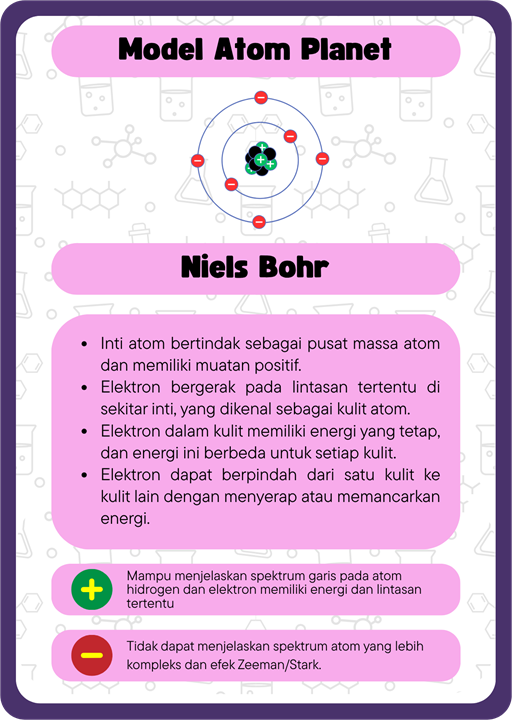 Model Atom Planet
Niels Bohr
• Inti atom bertindak sebagai pusat massa atom
dan memiliki muatan positif.
• Elektron bergerak pada lintasan tertentu di
sekitar inti, yang dikenal sebagai kulit atom.
• Elektron dalam kulit memiliki energi yang tetap,
dan energi ini berbeda untuk setiap kulit.
• Elektron dapat berpindah dari satu kulit ke
kulit lain dengan menyerap atau memancarkan
energi.
Mampu menjelaskan spektrum garis pada atom
hidrogen dan elektron memiliki energi dan lintasan
tertentu
Tidak dapat menjelaskan spektrum atom yang lebih
kompleks dan efek Zeeman/Stark.